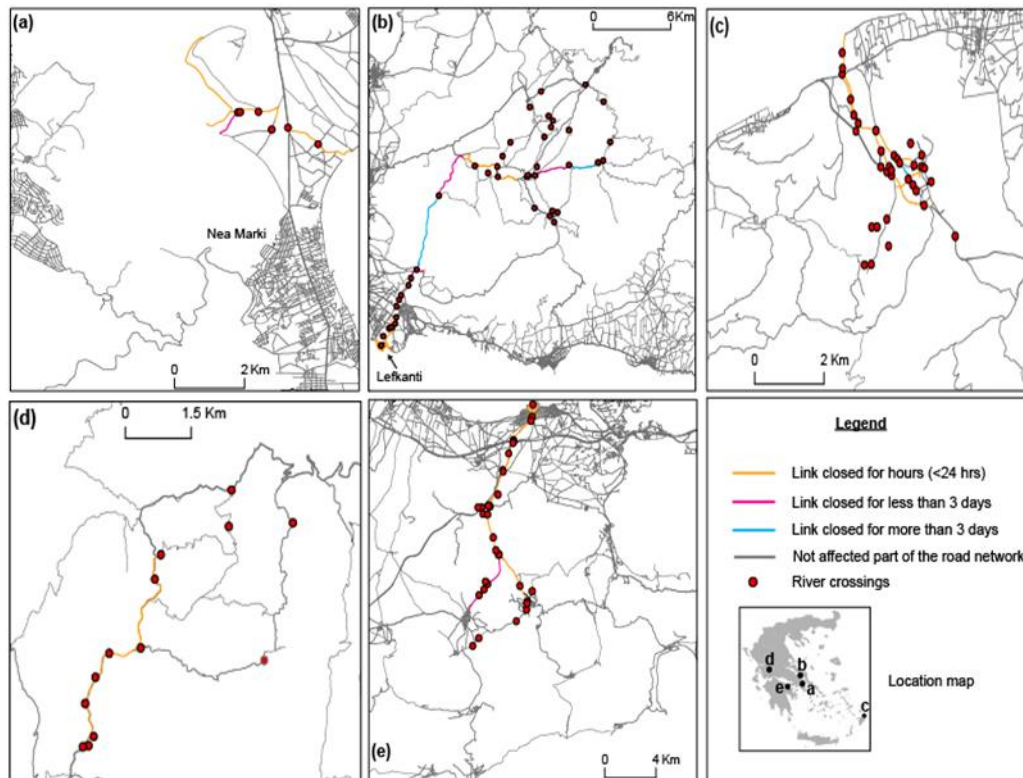 (a)
Nea Marki
0 2 Km
(b)
0 6 Km
Lefkanti
(c)
0 2 Km
(d)
0 1.5 Km
(e)
0 4 Km
Legend
Link closed for hours (<24 hrs)
Link closed for less than 3 days
Link closed for more than 3 days
Not affected part of the road network
River crossings
d
b
e
a
c
Location map